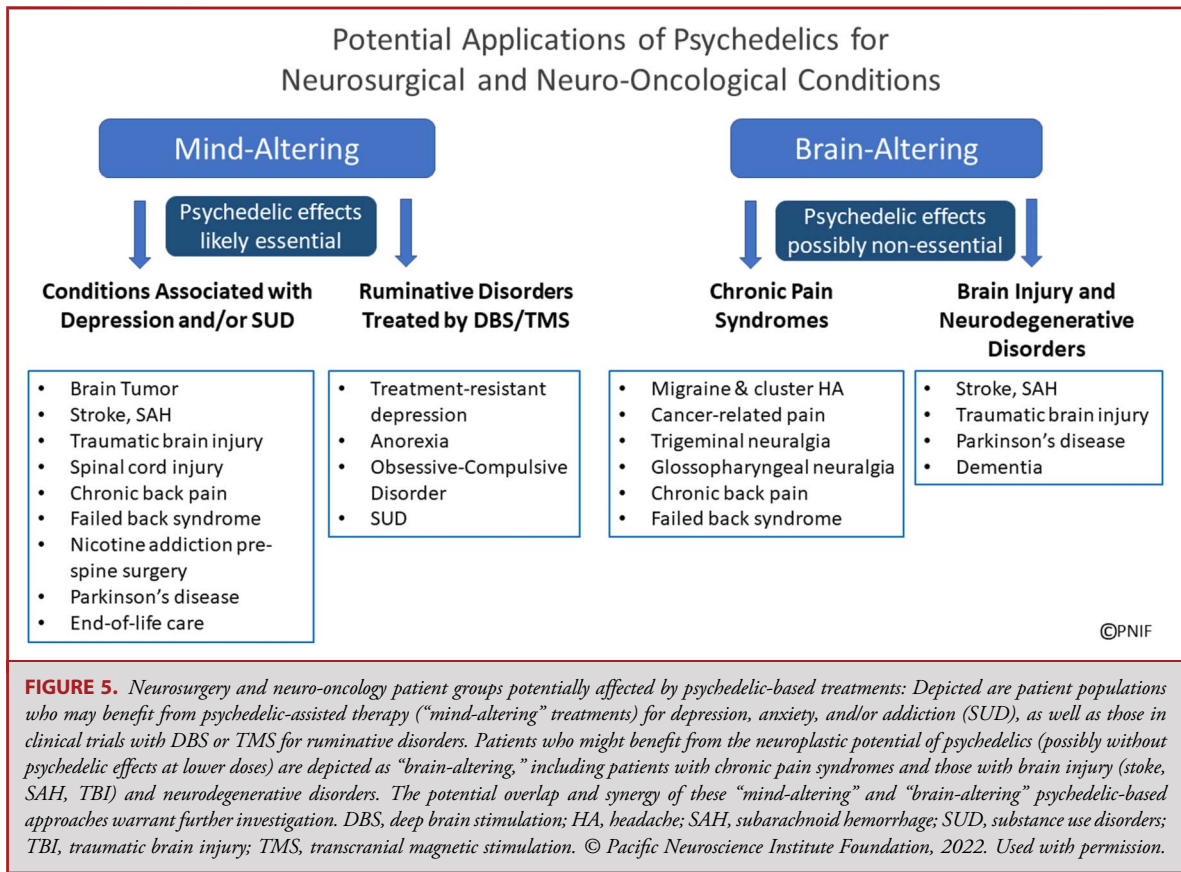 Potential Applications of Psychedelics for
Neurosurgical and Neuro-Oncological Conditions
Mind-Altering
Psychedelic effects
likely essential
Conditions Associated with
Depression and/or SUD
• Brain Tumor
• Stroke, SAH
• Traumatic brain injury
• Spinal cord injury
• Chronic back pain
• Failed back syndrome
• Nicotine addiction pre-
spine surgery
• Parkinson's disease
• End-of-life care
Ruminative Disorders
Treated by DBS/TMS
• Treatment-resistant
depression
• Anorexia
• Obsessive-Compulsive
Disorder
• SUD
Brain-Altering
Psychedelic effects
possibly non-essential
Chronic Pain
Syndromes
• Migraine & cluster HA
• Cancer-related pain
• Trigeminal neuralgia
• Glossopharyngeal neuralgia
• Chronic back pain
• Failed back syndrome
Brain Injury and
Neurodegenerative
Disorders
• Stroke, SAH
• Traumatic brain injury
• Parkinson's disease
• Dementia
©PNIF
FIGURE 5. Neurosurgery and neuro-oncology patient groups potentially affected by psychedelic-based treatments: Depicted are patient populations
who may benefit from psychedelic-assisted therapy (“mind-altering” treatments) for depression, anxiety, and/or addiction (SUD), as well as those in
clinical trials with DBS or TMS for ruminative disorders. Patients who might benefit from the neuroplastic potential of psychedelics (possibly without
psychedelic effects at lower doses) are depicted as “brain-altering,” including patients with chronic pain syndromes and those with brain injury (stoke,
SAH, TBI) and neurodegenerative disorders. The potential overlap and synergy of these “mind-altering” and “brain-altering” psychedelic-based
approaches warrant further investigation. DBS, deep brain stimulation; HA, headache; SAH, subarachnoid hemorrhage; SUD, substance use disorders;
TBI, traumatic brain injury; TMS, transcranial magnetic stimulation. © Pacific Neuroscience Institute Foundation, 2022. Used with permission.